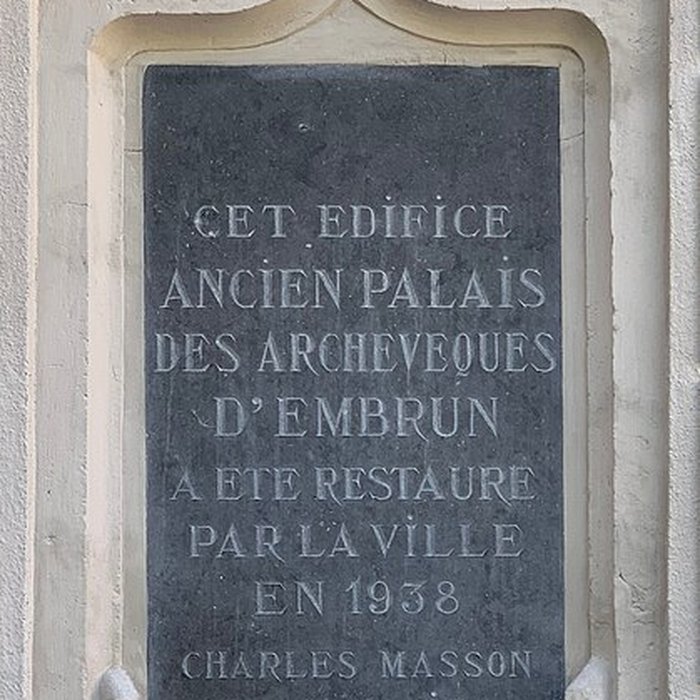 CET EDiFiCE
ANCiEN PALAiS
DES ARCHEVEQUES
D'EMBRUN
A ETE RESTAURE
PAR LA ViLLE
EN 1938
CHARLES MASSON